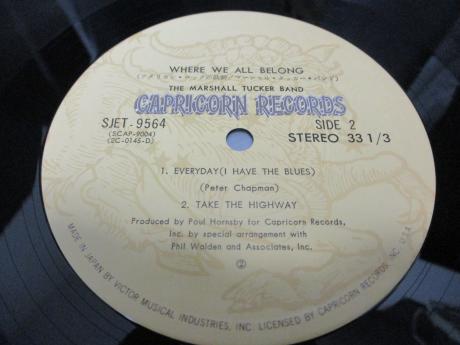 WHERE WE ALL BELONG
THE MARSHALL TUCKER BAND
CAPRICORN RECORDS
SJET-9564
(SCAP-9004)
(2C-0145-D)
SIDE 2
STEREO 33 1/3
1. EVERYDAY (I HAVE THE BLUES)
(Peter Chapman)
2. TAKE THE HIGHWAY
Produced by Paul Hornsby for Capricorn Records,
Inc. by special arrangement with
Phil Walden and Associates, Inc.
MADE IN JAPAN BY VICTOR MUSICAL INDUSTRIES, INC. LICENSED BY CAPRICORN RECORDS, INC. U.S.A.